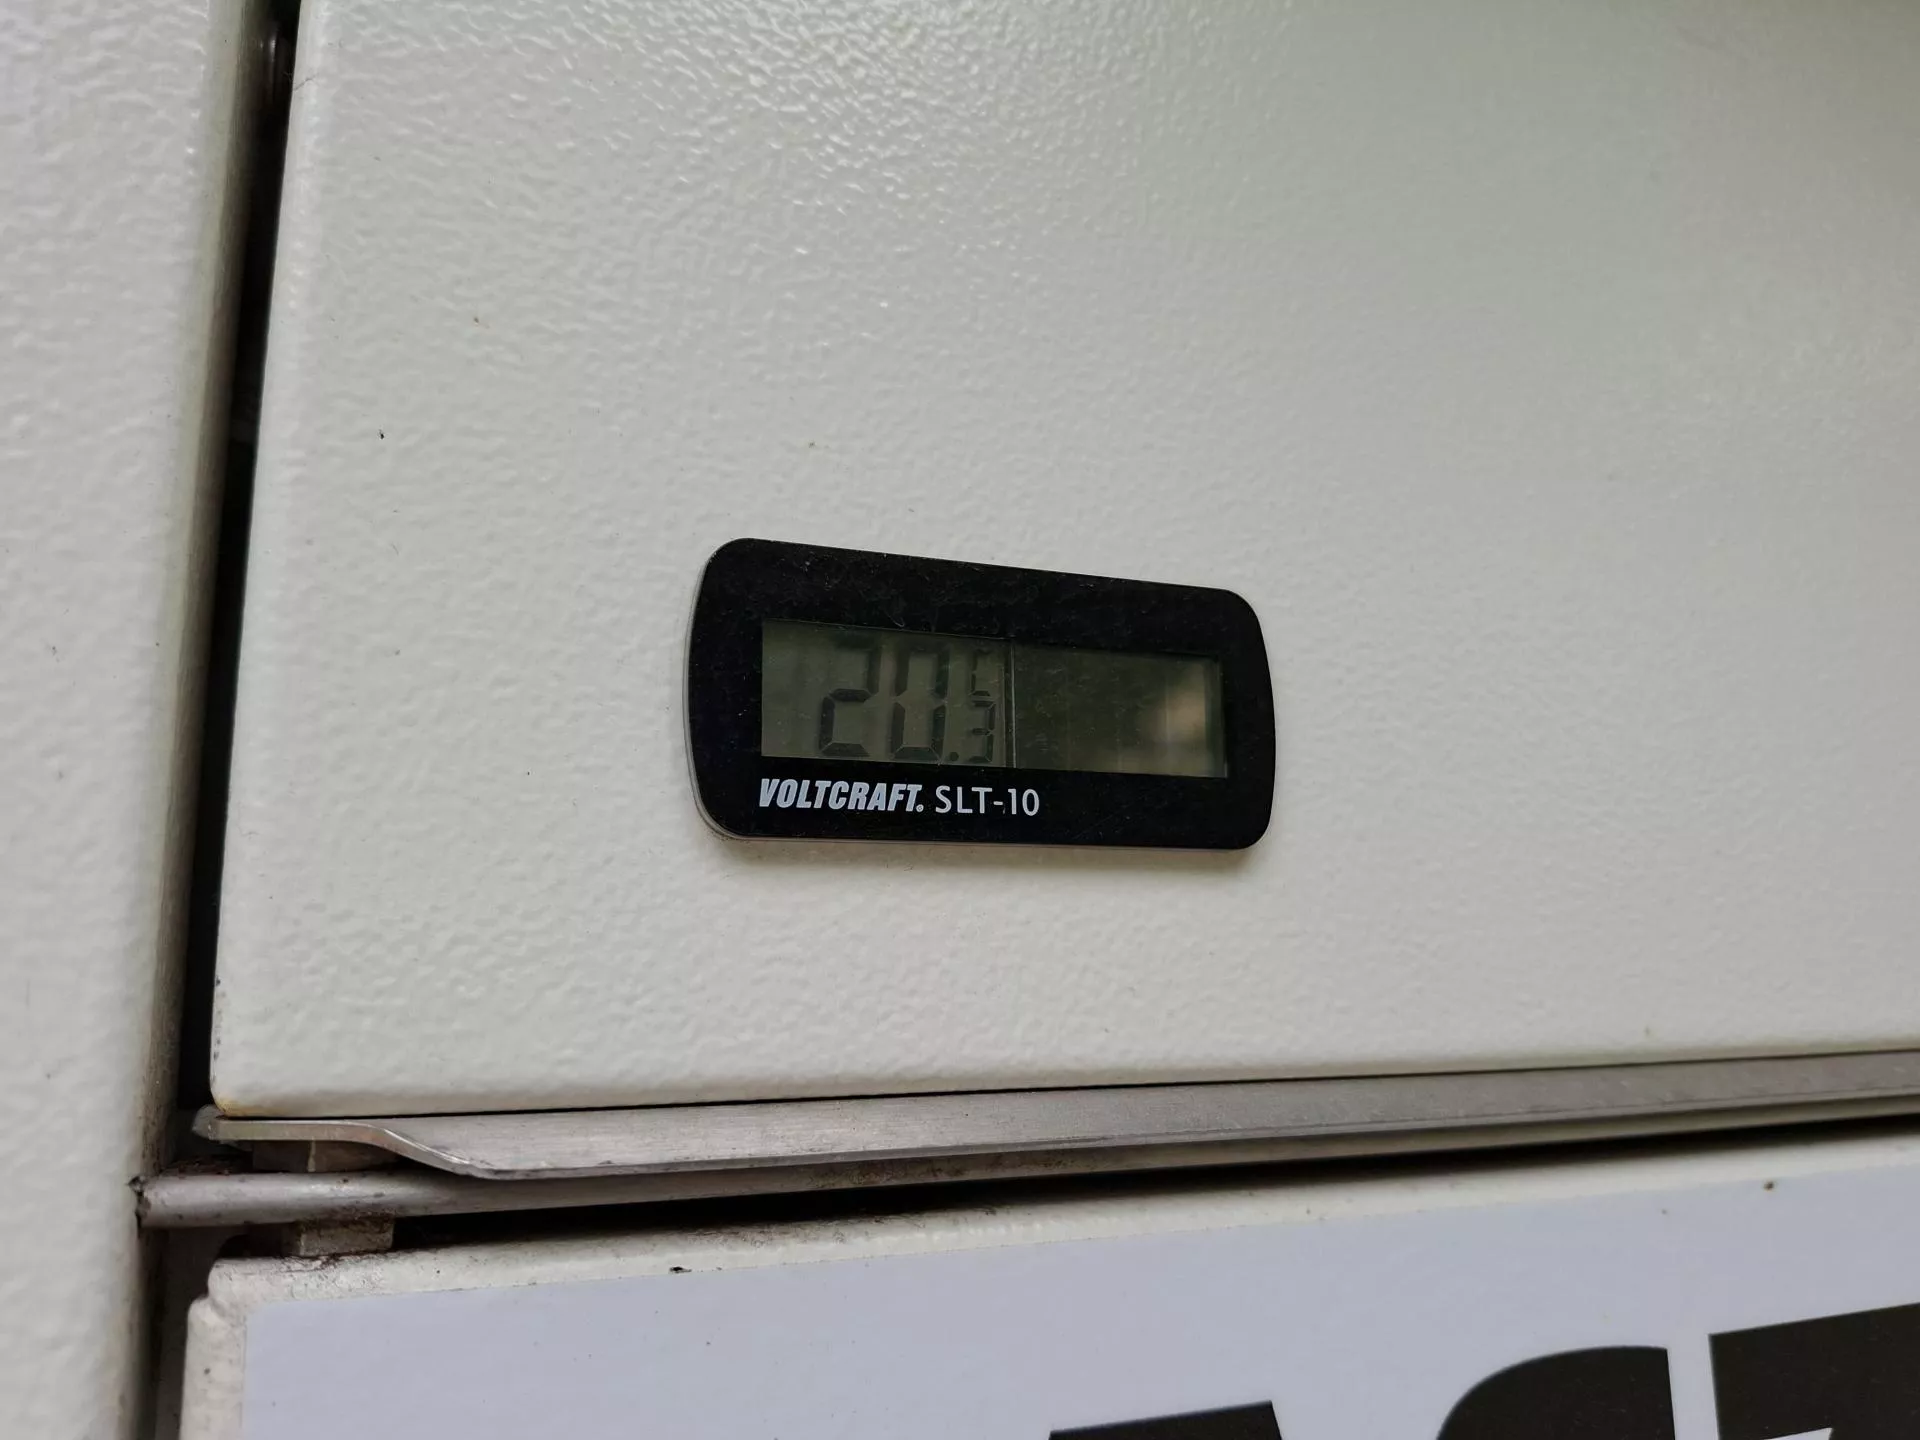 20.3 C
VOLTCRAFT. SLT-10